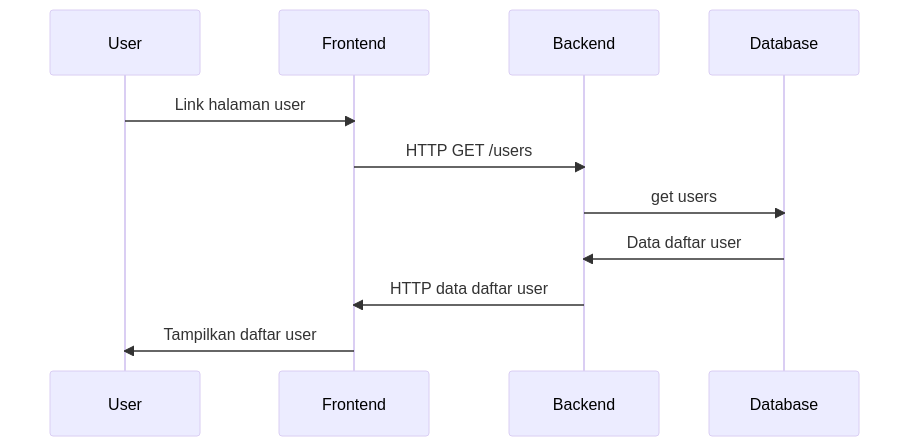 User
Frontend
Backend
Database
Link halaman user
HTTP GET /users
get users
Data daftar user
HTTP data daftar user
Tampilkan daftar user
User
Frontend
Backend
Database